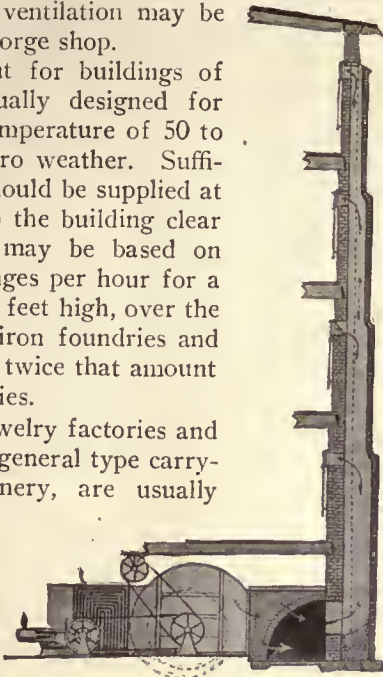 ventilation may be
orge shop.
t for buildings of
ually designed for
mperature of 50 to
ro weather. Suffi-
ould be supplied at
the building clear
may be based on
nges per hour for a
feet high, over the
iron foundries and
twice that amount
ies.
welry factories and
general type carry-
nery, are usually